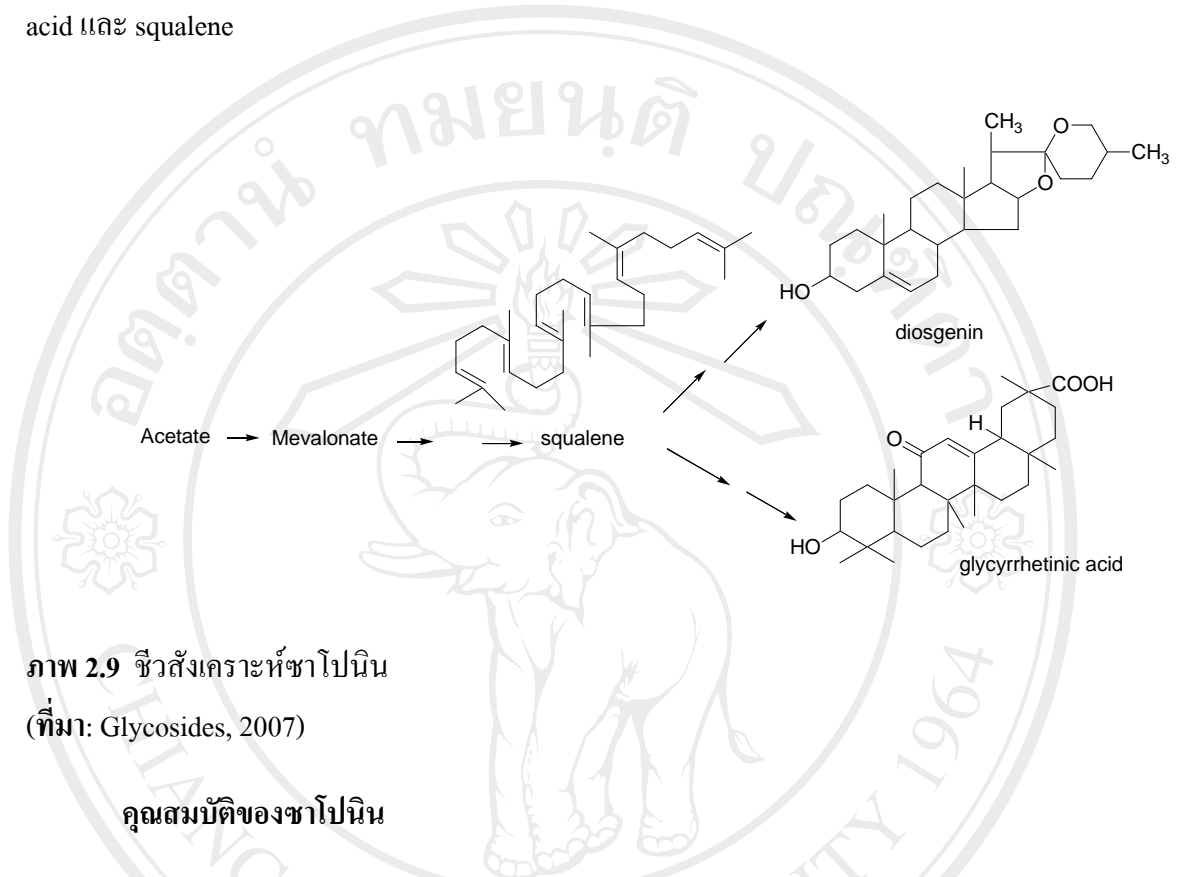 acid และ squalene
CH3
O
CH3
O
HO
diosgenin
COOH
H
O
Acetate
Mevalonate
squalene
HO
glycyrrhetinic acid
ภาพ 2.9 ชีวสังเคราะห์ซาโปนิน
(ที่มา: Glycosides, 2007)
คุณสมบัติของซาโปนิน